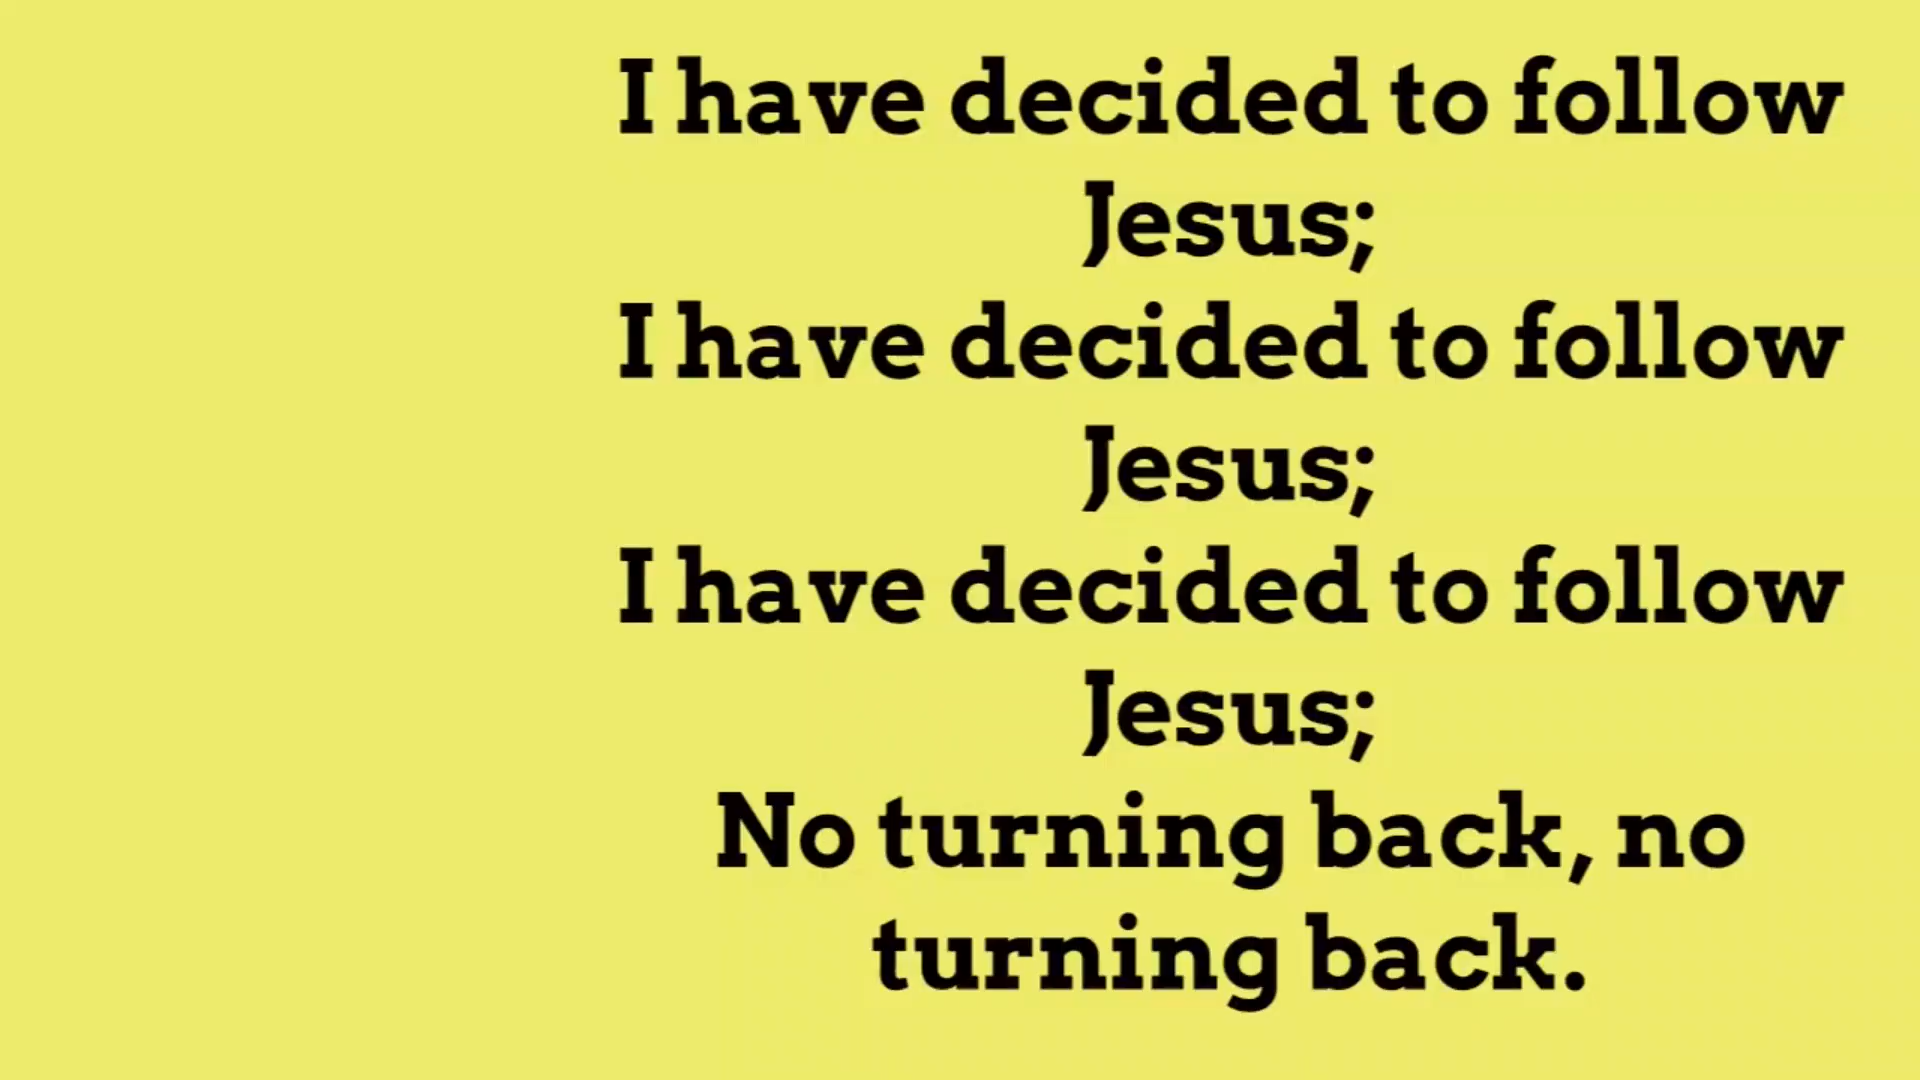 I have decided to follow
Jesus;
I have decided to follow
Jesus;
I have decided to follow
Jesus;
No turning back, no
turning back.